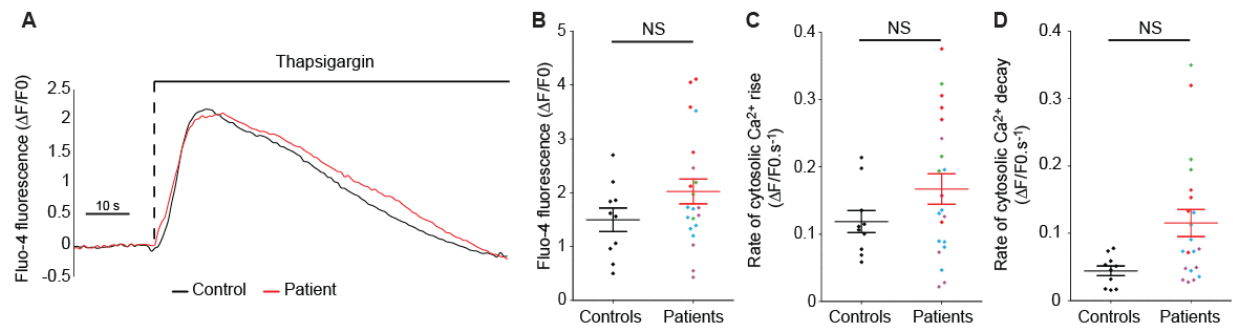 A
Thapsigargin
Fluo-4 fluorescence (ΔF/F0)
2.5
2
1.5
1
0.5
0
-0.5
10 s
Control
Patient
B
NS
Fluo-4 fluorescence (ΔF/F0)
5
4
3
2
1
0
Controls Patients
C
NS
Rate of cytosolic Ca²⁺ rise
(ΔF/F0.s⁻¹)
0.4
0.3
0.2
0.1
0
Controls Patients
D
NS
Rate of cytosolic Ca²⁺ decay
(ΔF/F0.s⁻¹)
0.4
0.3
0.2
0.1
0
Controls Patients